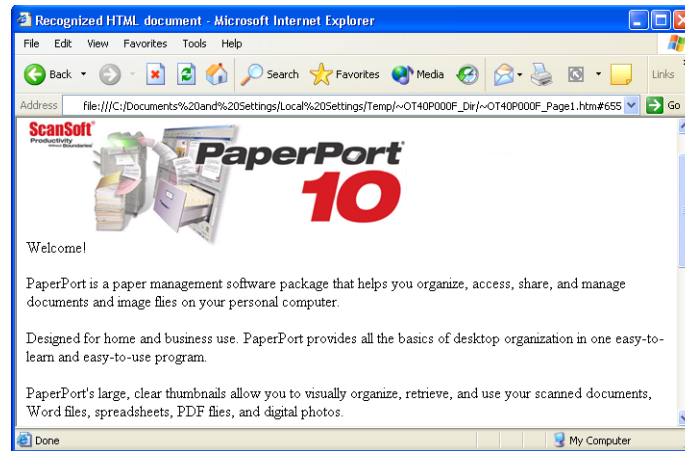 Recognized HTML document - Microsoft Internet Explorer
File Edit View Favorites Tools Help
Back Search Favorites Media Links
Address file:///C:/Documents%20and%20Settings/Local%20Settings/Temp/~OT40P000F_Dir/~OT40P000F_Page1.htm#655 Go
ScanSoft
Productivity
without Boundaries
PaperPort
10
Welcome!
PaperPort is a paper management software package that helps you organize, access, share, and manage
documents and image flies on your personal computer.
Designed for home and business use. PaperPort provides all the basics of desktop organization in one easy-to-
learn and easy-to-use program.
PaperPort's large, clear thumbnails allow you to visually organize, retrieve, and use your scanned documents,
Word files, spreadsheets, PDF flies, and digital photos.
Done My Computer